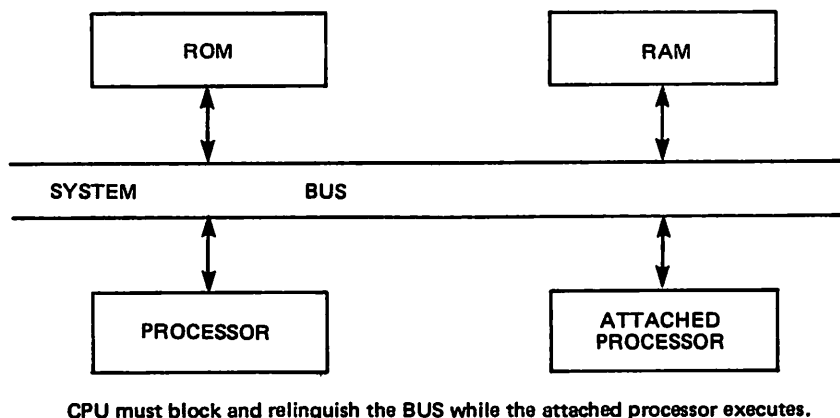 ROM
RAM
SYSTEM BUS
PROCESSOR
ATTACHED
PROCESSOR
CPU must block and relinquish the BUS while the attached processor executes.